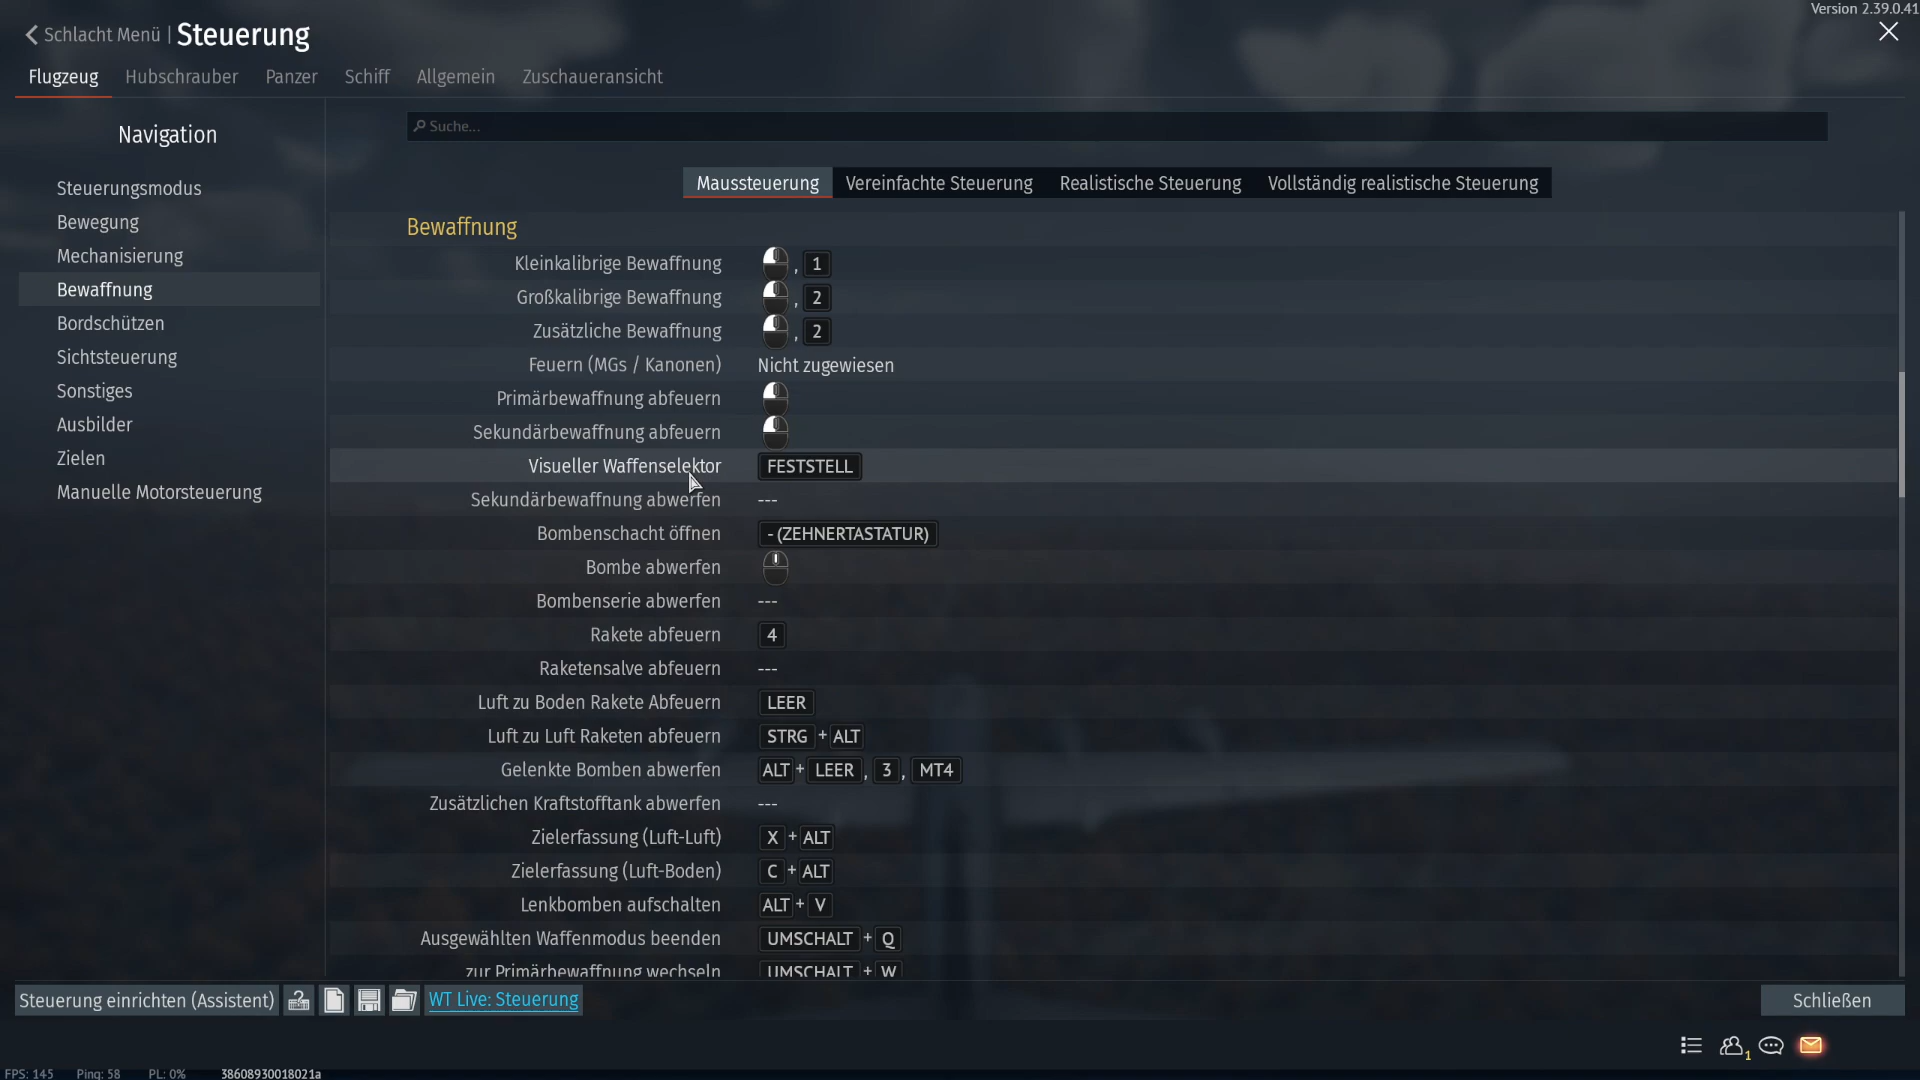 Version 2.39.0.41
Schlacht Menü | Steuerung
Flugzeug Hubschrauber Panzer Schiff Allgemein Zuschaueransicht
Navigation
Steuerungsmodus
Bewegung
Mechanisierung
Bewaffnung
Bordschützen
Sichtsteuerung
Sonstiges
Ausbilder
Zielen
Manuelle Motorsteuerung
Suche...
Maussteuerung Vereinfachte Steuerung Realistische Steuerung Vollständig realistische Steuerung
Bewaffnung
Kleinkalibrige Bewaffnung , 1
Großkalibrige Bewaffnung , 2
Zusätzliche Bewaffnung , 2
Feuern (MGs / Kanonen) Nicht zugewiesen
Primärbewaffnung abfeuern
Sekundärbewaffnung abfeuern
Visueller Waffenselektor FESTSTELL
Sekundärbewaffnung abwerfen ---
Bombenschacht öffnen - (ZEHNERTASTATUR)
Bombe abwerfen
Bombenserie abwerfen ---
Rakete abfeuern 4
Raketensalve abfeuern ---
Luft zu Boden Rakete Abfeuern LEER
Luft zu Luft Raketen abfeuern STRG + ALT
Gelenkte Bomben abwerfen ALT + LEER , 3 , MT4
Zusätzlichen Kraftstofftank abwerfen ---
Zielerfassung (Luft-Luft) X + ALT
Zielerfassung (Luft-Boden) C + ALT
Lenkbomben aufschalten ALT + V
Ausgewählten Waffenmodus beenden UMSCHALT + Q
zur Primärbewaffnung wechseln UMSCHALT + W
Steuerung einrichten (Assistent) WT Live: Steuerung Schließen
1
FPS: 145 Ping: 58 PL: 0% 38608930018021a